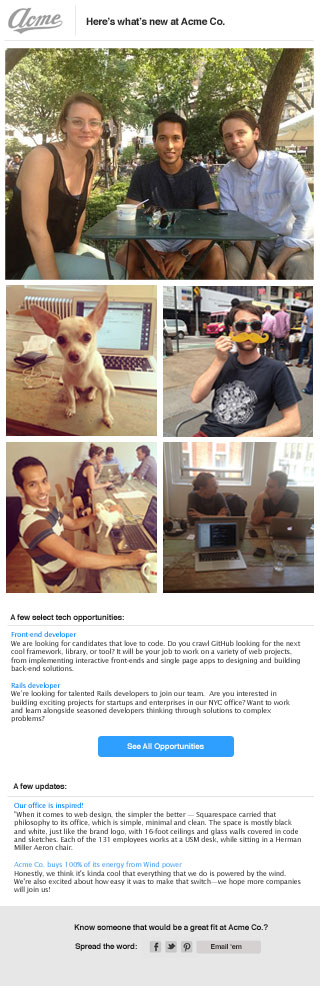 Acme
Here's what's new at Acme Co.
A few select tech opportunities:
Front-end developer
We are looking for candidates that love to code. Do you crawl GitHub looking for the next
cool framework, library, or tool? It will be your job to work on a variety of web projects,
from implementing interactive front-ends and single page apps to designing and building
back-end solutions.
Rails developer
We're looking for talented Rails developers to join our team. Are you interested in
building exciting projects for startups and enterprises in our NYC office? Want to work
and learn alongside seasoned developers thinking through solutions to complex
problems?
See All Opportunities
A few updates:
Our office is inspired!
"When it comes to web design, the simpler the better — Squarespace carried that
philosophy to its office, which is simple, minimal and clean. The space is mostly black
and white, just like the brand logo, with 16-foot ceilings and glass walls covered in code
and sketches. Each of the 131 employees works at a USM desk, while sitting in a Herman
Miller Aeron chair.
Acme Co. buys 100% of its energy from Wind power
Honestly, we think it's kinda cool that everything that we do is powered by the wind.
We're also excited about how easy it was to make that switch—we hope more companies
will join us!
Know someone that would be a great fit at Acme Co.?
Spread the word:
Email 'em